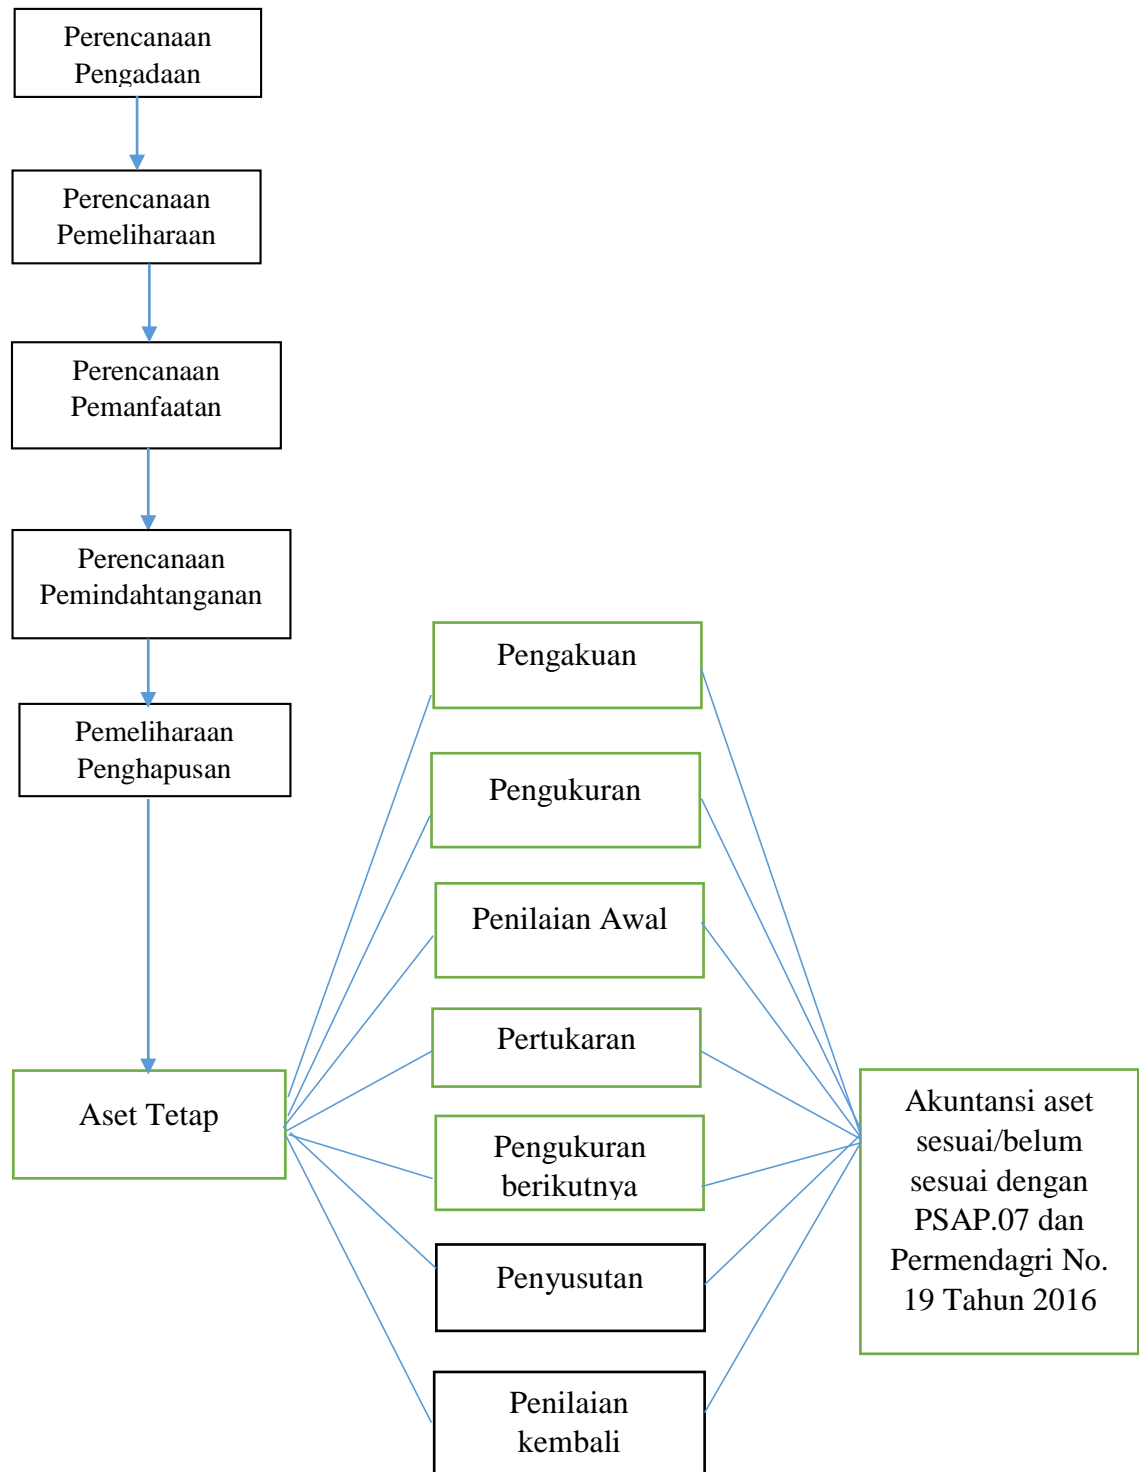 Perencanaan
Pengadaan
Perencanaan
Pemeliharaan
Perencanaan
Pemanfaatan
Perencanaan
Pemindahtanganan
Pemeliharaan
Penghapusan
Aset Tetap
Pengakuan
Pengukuran
Penilaian Awal
Pertukaran
Pengukuran
berikutnya
Penyusutan
Penilaian
kembali
Akuntansi aset
sesuai/belum
sesuai dengan
PSAP.07 dan
Permendagri No.
19 Tahun 2016